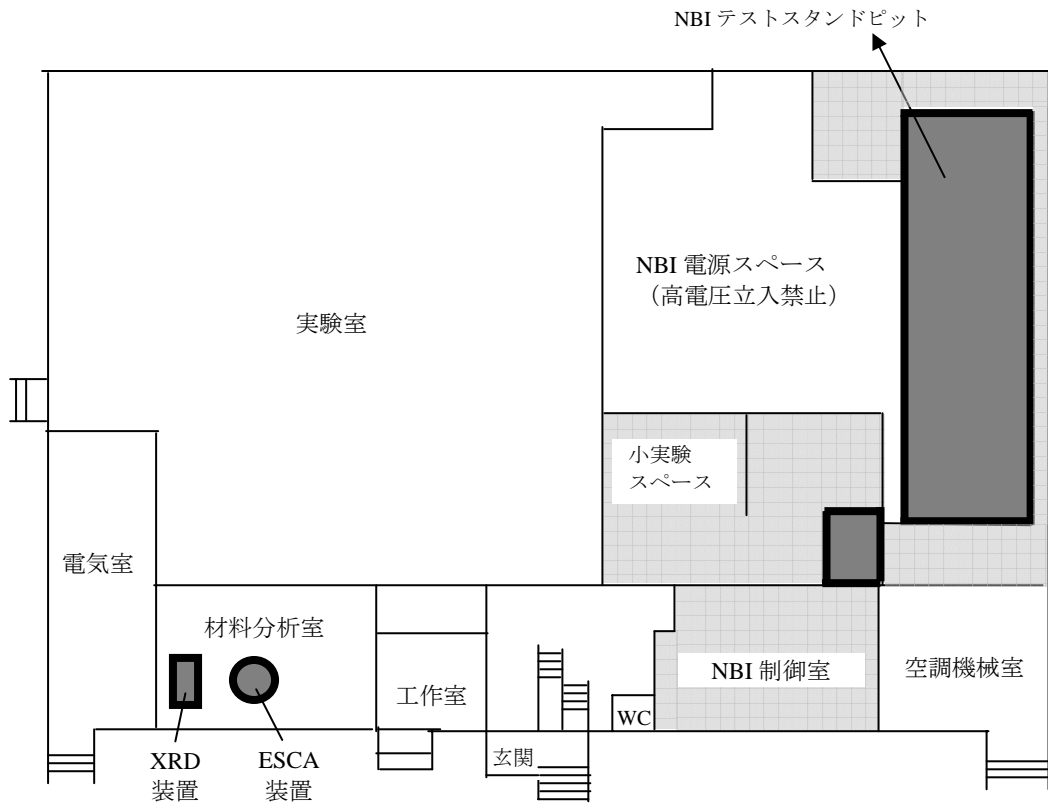 NBI テストスタンドピット
NBI 電源スペース
（高電圧立入禁止）
実験室
小実験
スペース
電気室
材料分析室
工作室
WC
NBI 制御室
空調機械室
玄関
XRD
装置
ESCA
装置